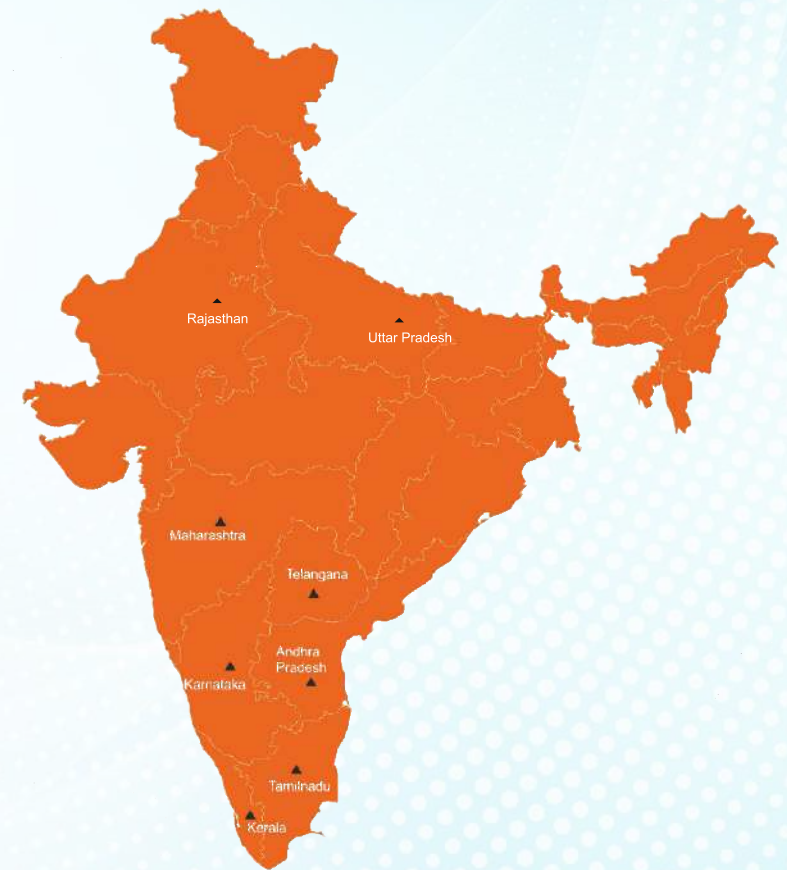 Rajasthan
Uttar Pradesh
Maharashtra
Telangana
Andhra
Pradesh
Karnataka
Tamilnadu
Kerala